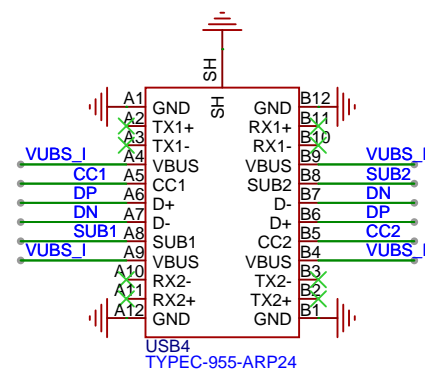 SH
SH
A1 GND GND B12
A2 TX1+ RX1+ B11
A3 TX1- RX1- B10
VUBS_I A4 VBUS VBUS B9 VUBS_I
CC1 A5 CC1 SUB2 B8 SUB2
DP A6 D+ D- B7 DN
DN A7 D- D+ B6 DP
SUB1 A8 SUB1 CC2 B5 CC2
VUBS_I A9 VBUS VBUS B4 VUBS_I
A10 RX2- TX2- B3
A11 RX2+ TX2+ B2
A12 GND GND B1
USB4
TYPEC-955-ARP24